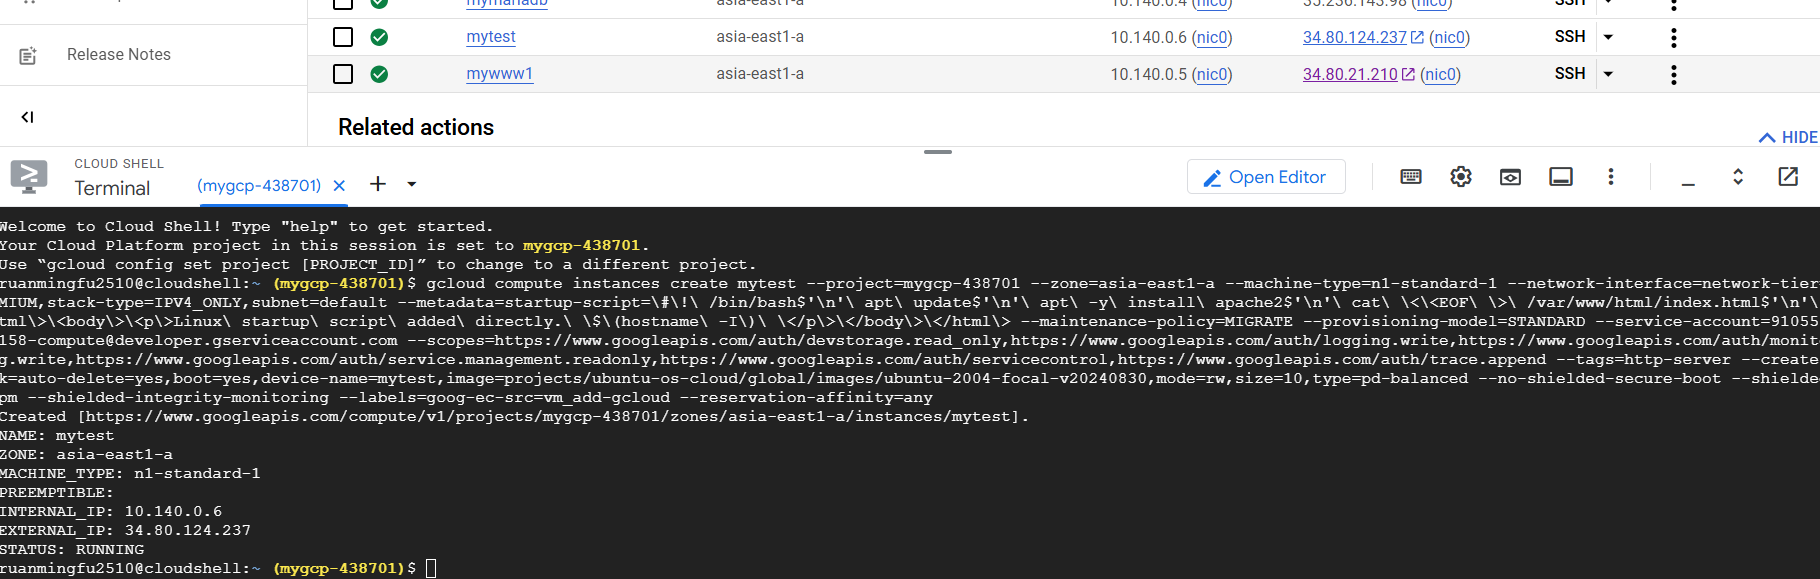 mymariadb asia-east1-a 10.140.0.4 (nic0) 35.236.143.98 (nic0) SSH
mytest asia-east1-a 10.140.0.6 (nic0) 34.80.124.237 (nic0) SSH
Release Notes
mywww1 asia-east1-a 10.140.0.5 (nic0) 34.80.21.210 (nic0) SSH
Related actions
HIDE
CLOUD SHELL
Terminal
(mygcp-438701)
Open Editor
Welcome to Cloud Shell! Type "help" to get started.
Your Cloud Platform project in this session is set to mygcp-438701.
Use “gcloud config set project [PROJECT_ID]” to change to a different project.
ruanmingfu2510@cloudshell:~ (mygcp-438701)$ gcloud compute instances create mytest --project=mygcp-438701 --zone=asia-east1-a --machine-type=n1-standard-1 --network-interface=network-tier
MIUM,stack-type=IPV4_ONLY,subnet=default --metadata=startup-script=\#\!\ /bin/bash$'\n'\ apt\ update$'\n'\ apt\ -y\ install\ apache2$'\n'\ cat\ \<\<EOF\ \>\ /var/www/html/index.html$'\n'\
tml\>\<body\>\<p\>Linux\ startup\ script\ added\ directly.\ \$\(hostname\ -I\)\ \</p\>\</body\>\</html\> --maintenance-policy=MIGRATE --provisioning-model=STANDARD --service-account=91055
158-compute@developer.gserviceaccount.com --scopes=https://www.googleapis.com/auth/devstorage.read_only,https://www.googleapis.com/auth/logging.write,https://www.googleapis.com/auth/monit
g.write,https://www.googleapis.com/auth/service.management.readonly,https://www.googleapis.com/auth/servicecontrol,https://www.googleapis.com/auth/trace.append --tags=http-server --create
k=auto-delete=yes,boot=yes,device-name=mytest,image=projects/ubuntu-os-cloud/global/images/ubuntu-2004-focal-v20240830,mode=rw,size=10,type=pd-balanced --no-shielded-secure-boot --shielde
pm --shielded-integrity-monitoring --labels=goog-ec-src=vm_add-gcloud --reservation-affinity=any
Created [https://www.googleapis.com/compute/v1/projects/mygcp-438701/zones/asia-east1-a/instances/mytest].
NAME: mytest
ZONE: asia-east1-a
MACHINE_TYPE: n1-standard-1
PREEMPTIBLE:
INTERNAL_IP: 10.140.0.6
EXTERNAL_IP: 34.80.124.237
STATUS: RUNNING
ruanmingfu2510@cloudshell:~ (mygcp-438701)$